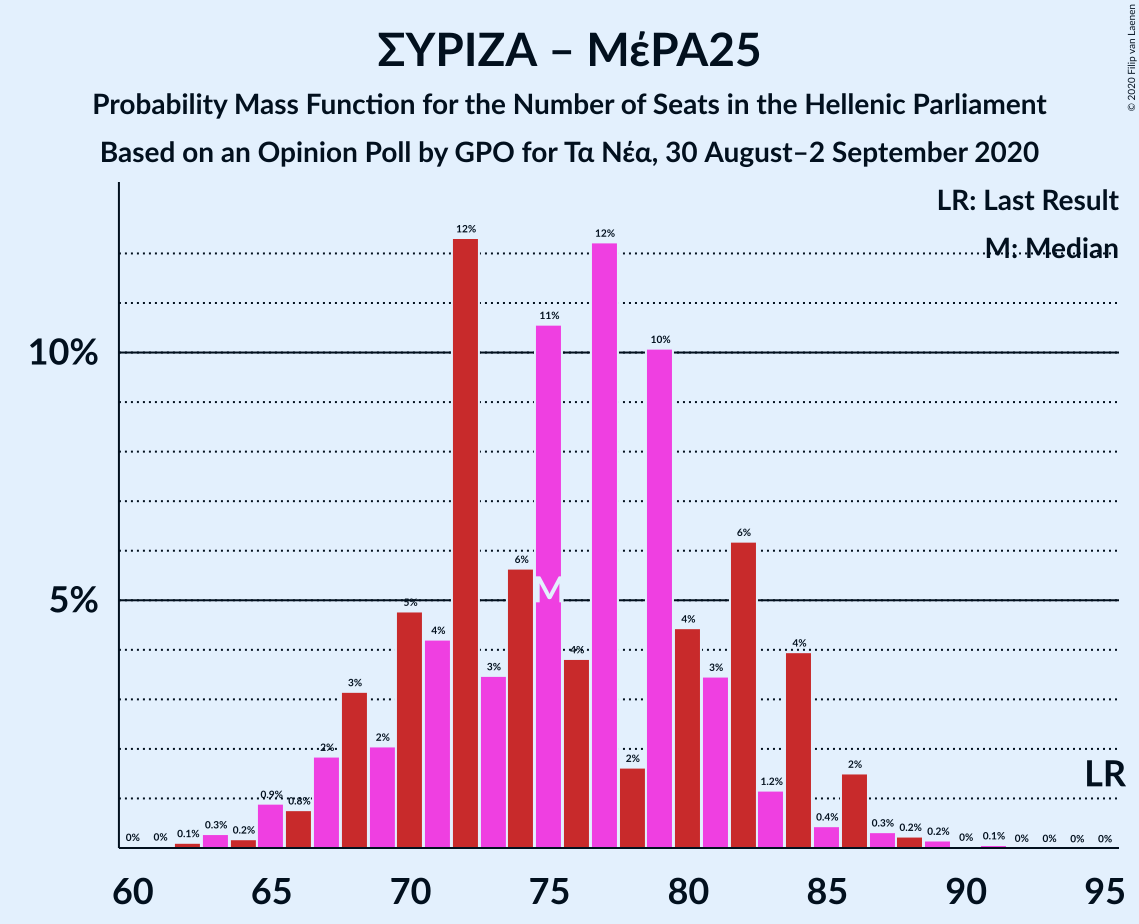 ΣΥΡΙΖΑ – ΜέΡΑ25
Probability Mass Function for the Number of Seats in the Hellenic Parliament
Based on an Opinion Poll by GPO for Τα Νέα, 30 August–2 September 2020
© 2020 Filip van Laenen
LR: Last Result
M: Median
10%
5%
0% 0% 0.1% 0.3% 0.2% 0.9% 0.8% 2% 3% 2% 5% 4% 12% 3% 6% 11% 4% 12% 2% 10% 4% 3% 6% 1.2% 4% 0.4% 2% 0.3% 0.2% 0.2% 0% 0.1% 0% 0% 0% 0%
M
LR
60 65 70 75 80 85 90 95